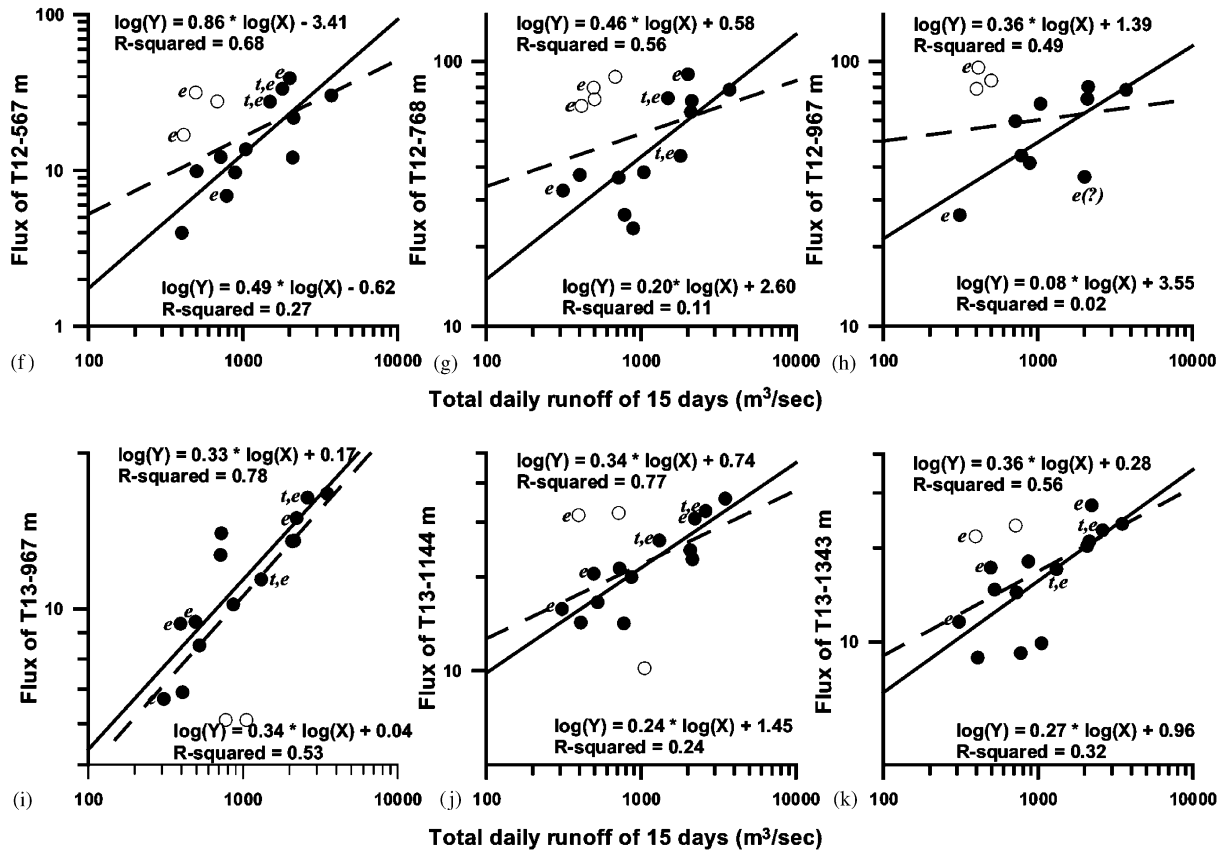 log(Y) = 0.86 * log(X) - 3.41
R-squared = 0.68
100
10
1
Flux of T12-567 m
e
t,e
t,e
e
e
e
log(Y) = 0.49 * log(X) - 0.62
R-squared = 0.27
100
1000
10000
(f)
log(Y) = 0.46 * log(X) + 0.58
R-squared = 0.56
100
10
Flux of T12-768 m
e
e
e
t,e
t,e
e
log(Y) = 0.20* log(X) + 2.60
R-squared = 0.11
100
1000
10000
(g)
log(Y) = 0.36 * log(X) + 1.39
R-squared = 0.49
100
10
Flux of T12-967 m
e
e(?)
e
log(Y) = 0.08 * log(X) + 3.55
R-squared = 0.02
100
1000
10000
(h)
Total daily runoff of 15 days (m³/sec)
log(Y) = 0.33 * log(X) + 0.17
R-squared = 0.78
10
Flux of T13-967 m
t,e
e
t,e
e
e
e
log(Y) = 0.34 * log(X) + 0.04
R-squared = 0.53
100
1000
10000
(i)
log(Y) = 0.34 * log(X) + 0.74
R-squared = 0.77
10
Flux of T13-1144 m
e
t,e
e
t,e
e
e
log(Y) = 0.24 * log(X) + 1.45
R-squared = 0.24
100
1000
10000
(j)
log(Y) = 0.36 * log(X) + 0.28
R-squared = 0.56
10
Flux of T13-1343 m
e
e
t,e
e
t,e
e
log(Y) = 0.27 * log(X) + 0.96
R-squared = 0.32
100
1000
10000
(k)
Total daily runoff of 15 days (m³/sec)